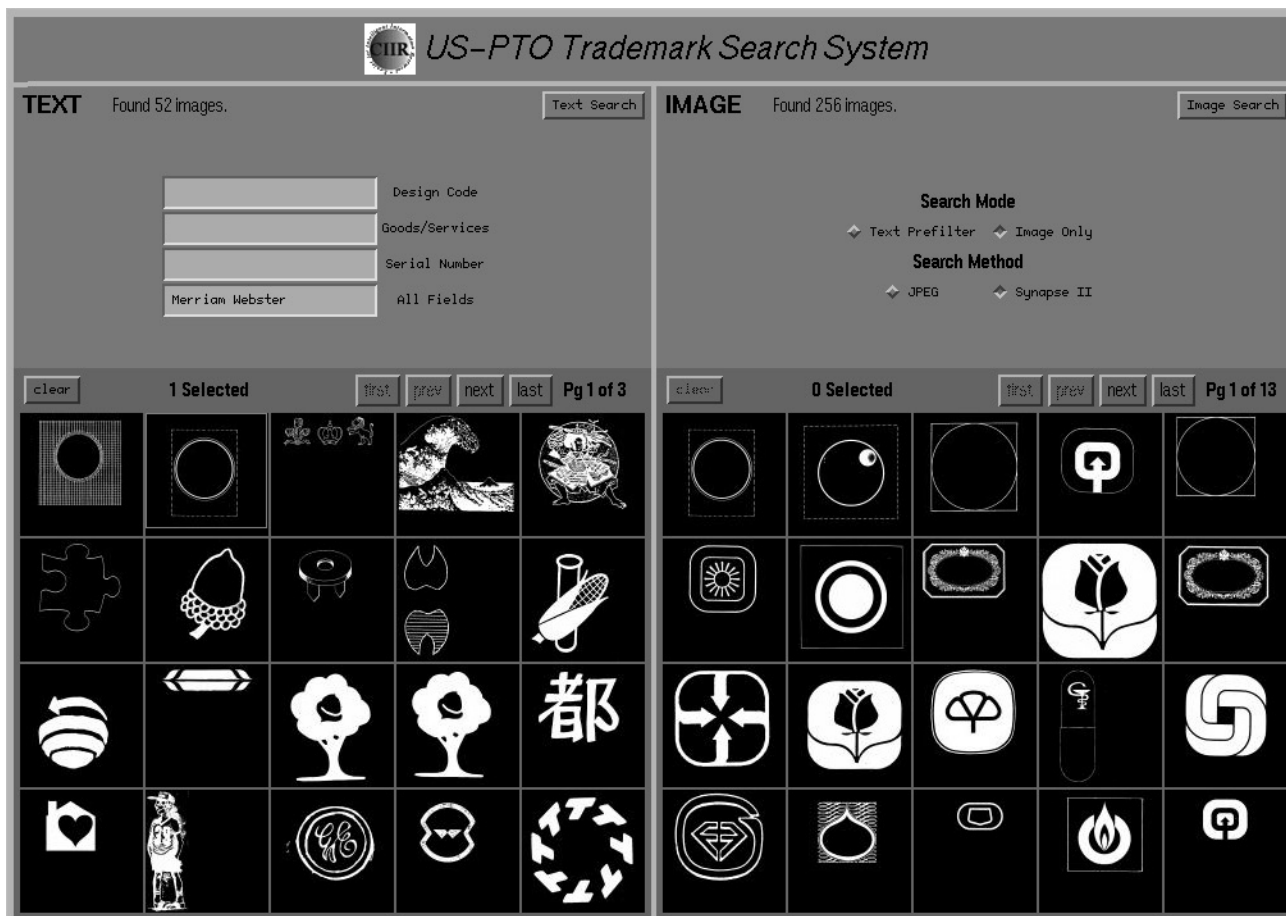 CIIR US-PTO Trademark Search System
TEXT Found 52 images. Text Search
Design Code
Goods/Services
Serial Number
Merriam Webster All Fields
clear 1 Selected first prev next last Pg 1 of 3
都
IMAGE Found 256 images. Image Search
Search Mode
Text Prefilter Image Only
Search Method
JPEG Synapse II
clear 0 Selected first prev next last Pg 1 of 13